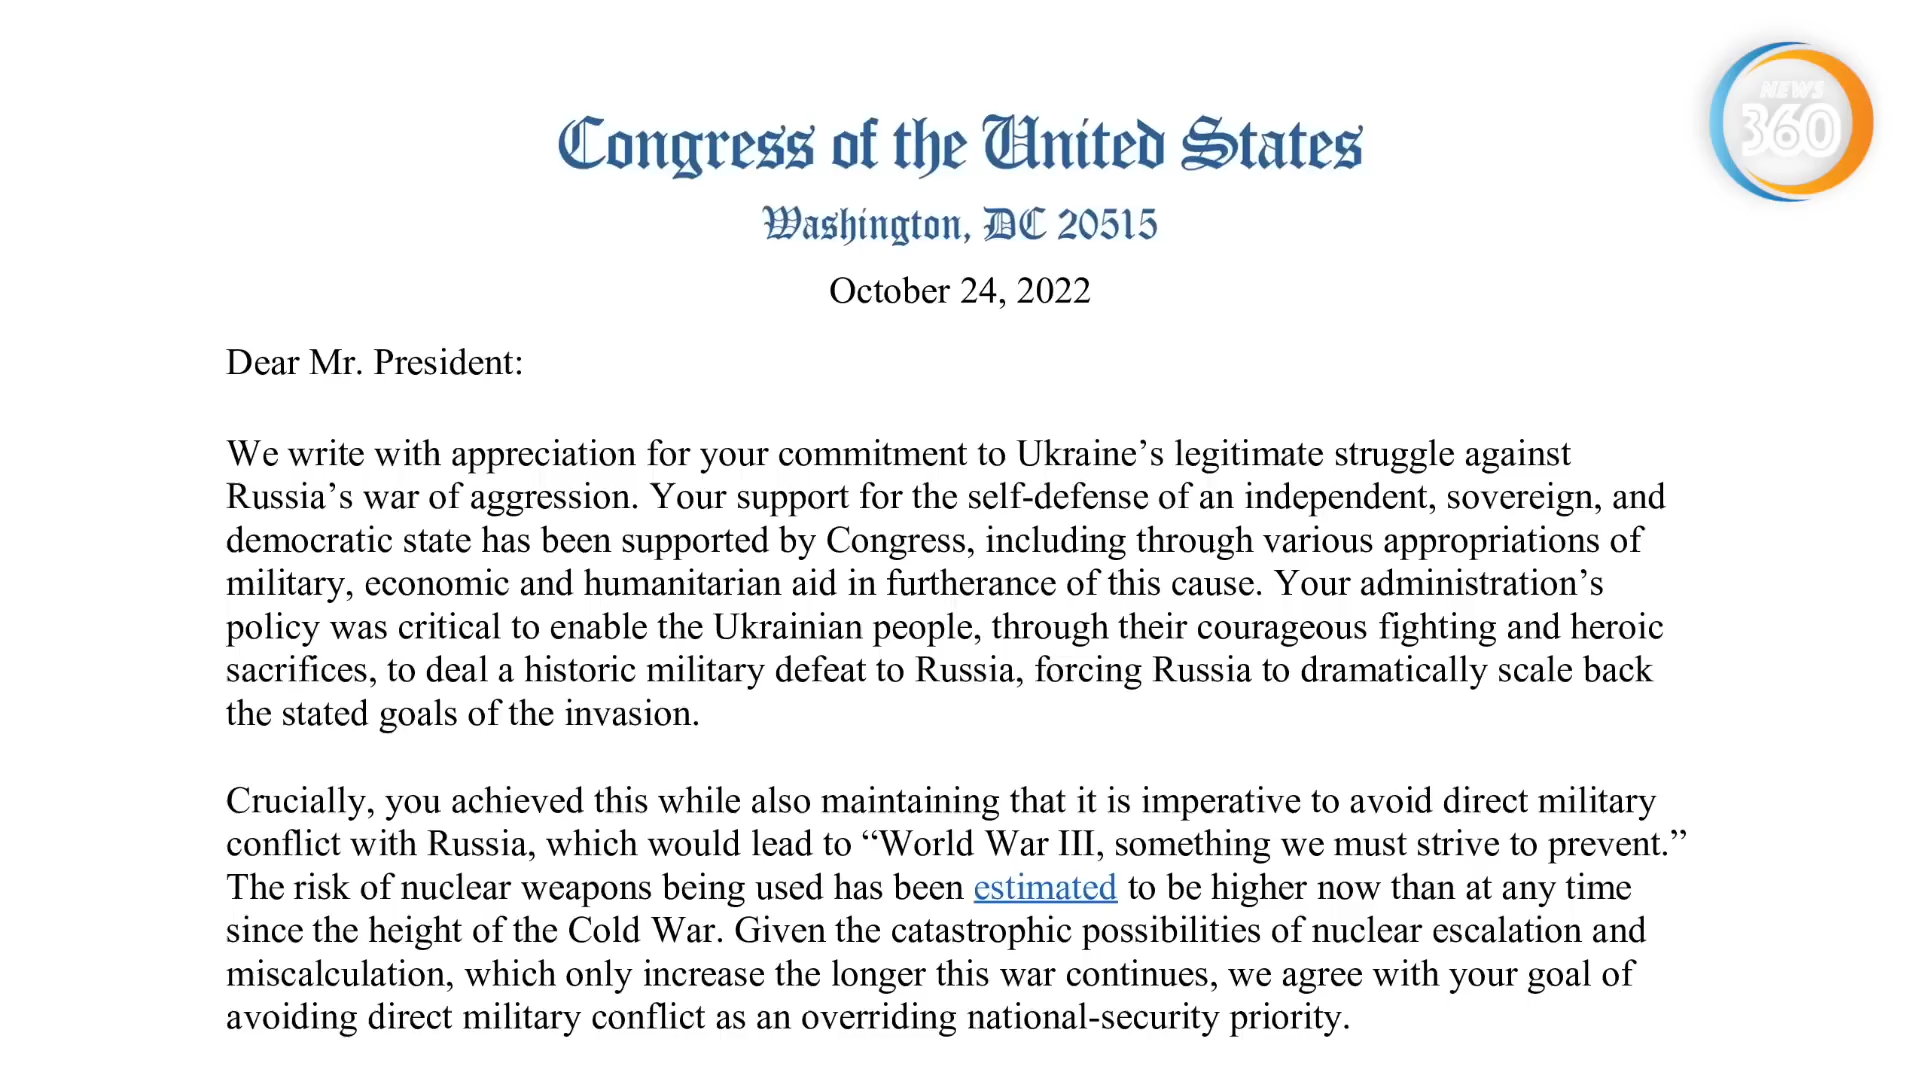 NEWS
360
Congress of the United States
Washington, DC 20515
October 24, 2022
Dear Mr. President:
We write with appreciation for your commitment to Ukraine’s legitimate struggle against
Russia’s war of aggression. Your support for the self-defense of an independent, sovereign, and
democratic state has been supported by Congress, including through various appropriations of
military, economic and humanitarian aid in furtherance of this cause. Your administration’s
policy was critical to enable the Ukrainian people, through their courageous fighting and heroic
sacrifices, to deal a historic military defeat to Russia, forcing Russia to dramatically scale back
the stated goals of the invasion.
Crucially, you achieved this while also maintaining that it is imperative to avoid direct military
conflict with Russia, which would lead to “World War III, something we must strive to prevent.”
The risk of nuclear weapons being used has been estimated to be higher now than at any time
since the height of the Cold War. Given the catastrophic possibilities of nuclear escalation and
miscalculation, which only increase the longer this war continues, we agree with your goal of
avoiding direct military conflict as an overriding national-security priority.